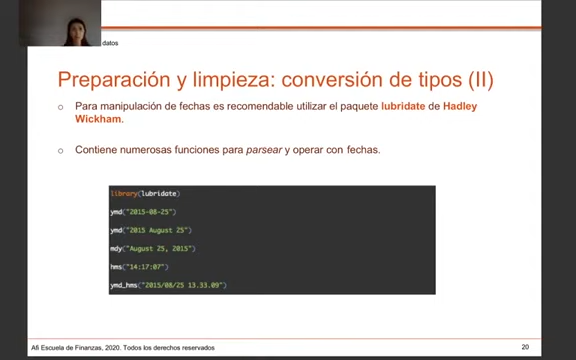 datos
Preparación y limpieza: conversión de tipos (II)
o Para manipulación de fechas es recomendable utilizar el paquete lubridate de Hadley
Wickham.
o Contiene numerosas funciones para parsear y operar con fechas.
library(lubridate)
ymd("2015-08-25")
ymd("2015 August 25")
mdy("August 25, 2015")
hms("14:17:07")
ymd_hms("2015/08/25 13.33.09")
Afi Escuela de Finanzas, 2020. Todos los derechos reservados
20